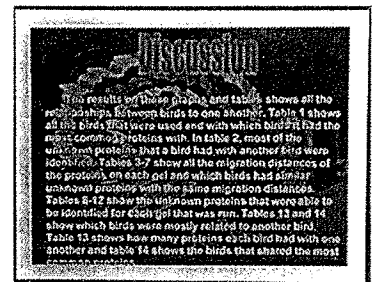 Discussion
The results on these graphs and tables shows all the
relationships between birds to one another. Table 1 shows
all the birds that were used and with which birds it had the
most common proteins with. In table 2, most of the
unknown proteins that a bird had with another bird were
identified. Tables 3-7 show all the migration distances of
the proteins on each gel and which birds had similar
unknown proteins with the same migration distances.
Tables 8-12 show the unknown proteins that were able to
be identified for each gel that was run. Tables 13 and 14
show which birds were mostly related to another bird.
Table 13 shows how many proteins each bird had with one
another and table 14 shows the birds that shared the most
common proteins.